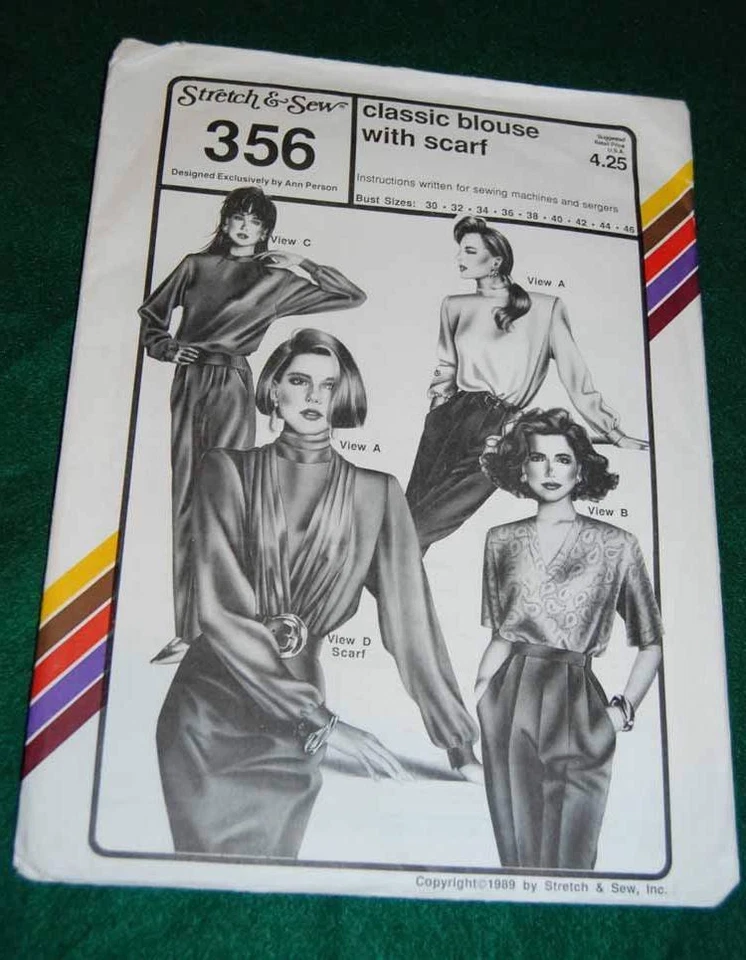 Stretch & Sew®
356
Designed Exclusively by Ann Person
classic blouse
with scarf
Suggested
Retail Price
U.S.A.
4.25
Instructions written for sewing machines and sergers
Bust Sizes: 30 • 32 • 34 • 36 • 38 • 40 • 42 • 44 • 46
View C
View A
View A
View B
View D
Scarf
Copyright©1989 by Stretch & Sew, Inc.